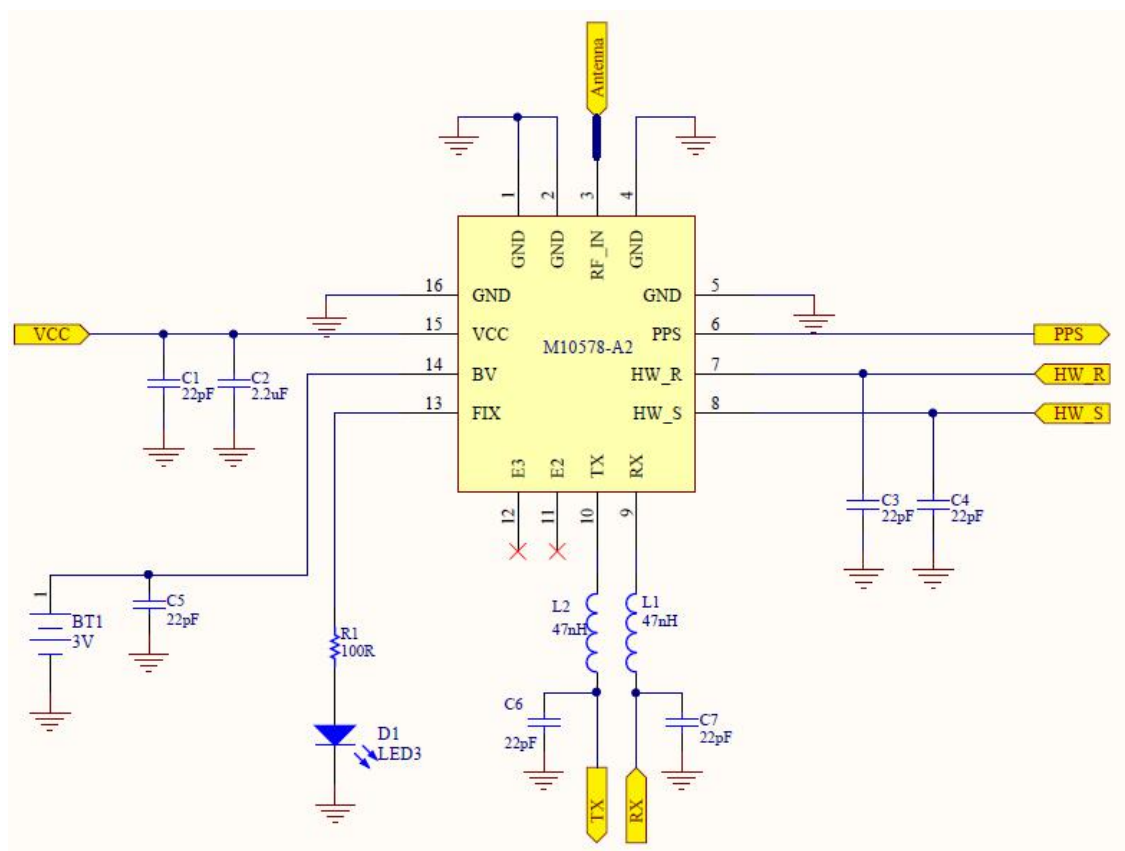 Antenna
1
2
3
4
GND
GND
RF_IN
GND
16
GND
GND
5
VCC
15
VCC
PPS
6
PPS
M10578-A2
C1
22pF
C2
2.2uF
14
BV
HW_R
7
HW_R
13
FIX
HW_S
8
HW_S
E3
E2
TX
RX
12
11
10
9
C3
22pF
C4
22pF
1
BT1
3V
C5
22pF
L2
47nH
L1
47nH
R1
100R
C6
22pF
C7
22pF
D1
LED3
TX
RX